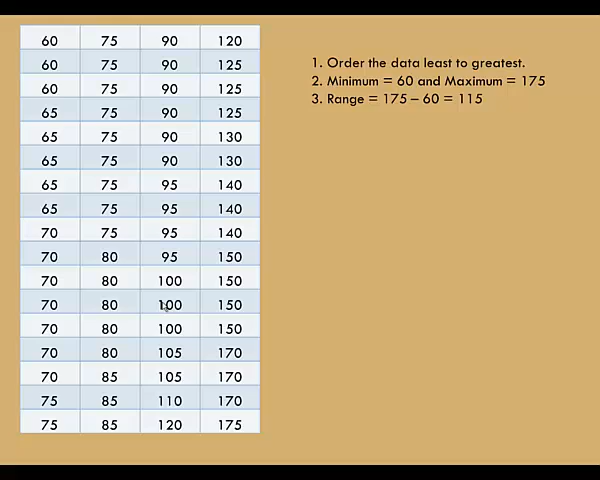 60 75 90 120
60 75 90 125
60 75 90 125
65 75 90 125
65 75 90 130
65 75 90 130
65 75 95 140
65 75 95 140
70 75 95 140
70 80 95 150
70 80 100 150
70 80 100 150
70 80 100 150
70 80 105 170
70 85 105 170
75 85 110 170
75 85 120 175
1. Order the data least to greatest.
2. Minimum = 60 and Maximum = 175
3. Range = 175 – 60 = 115